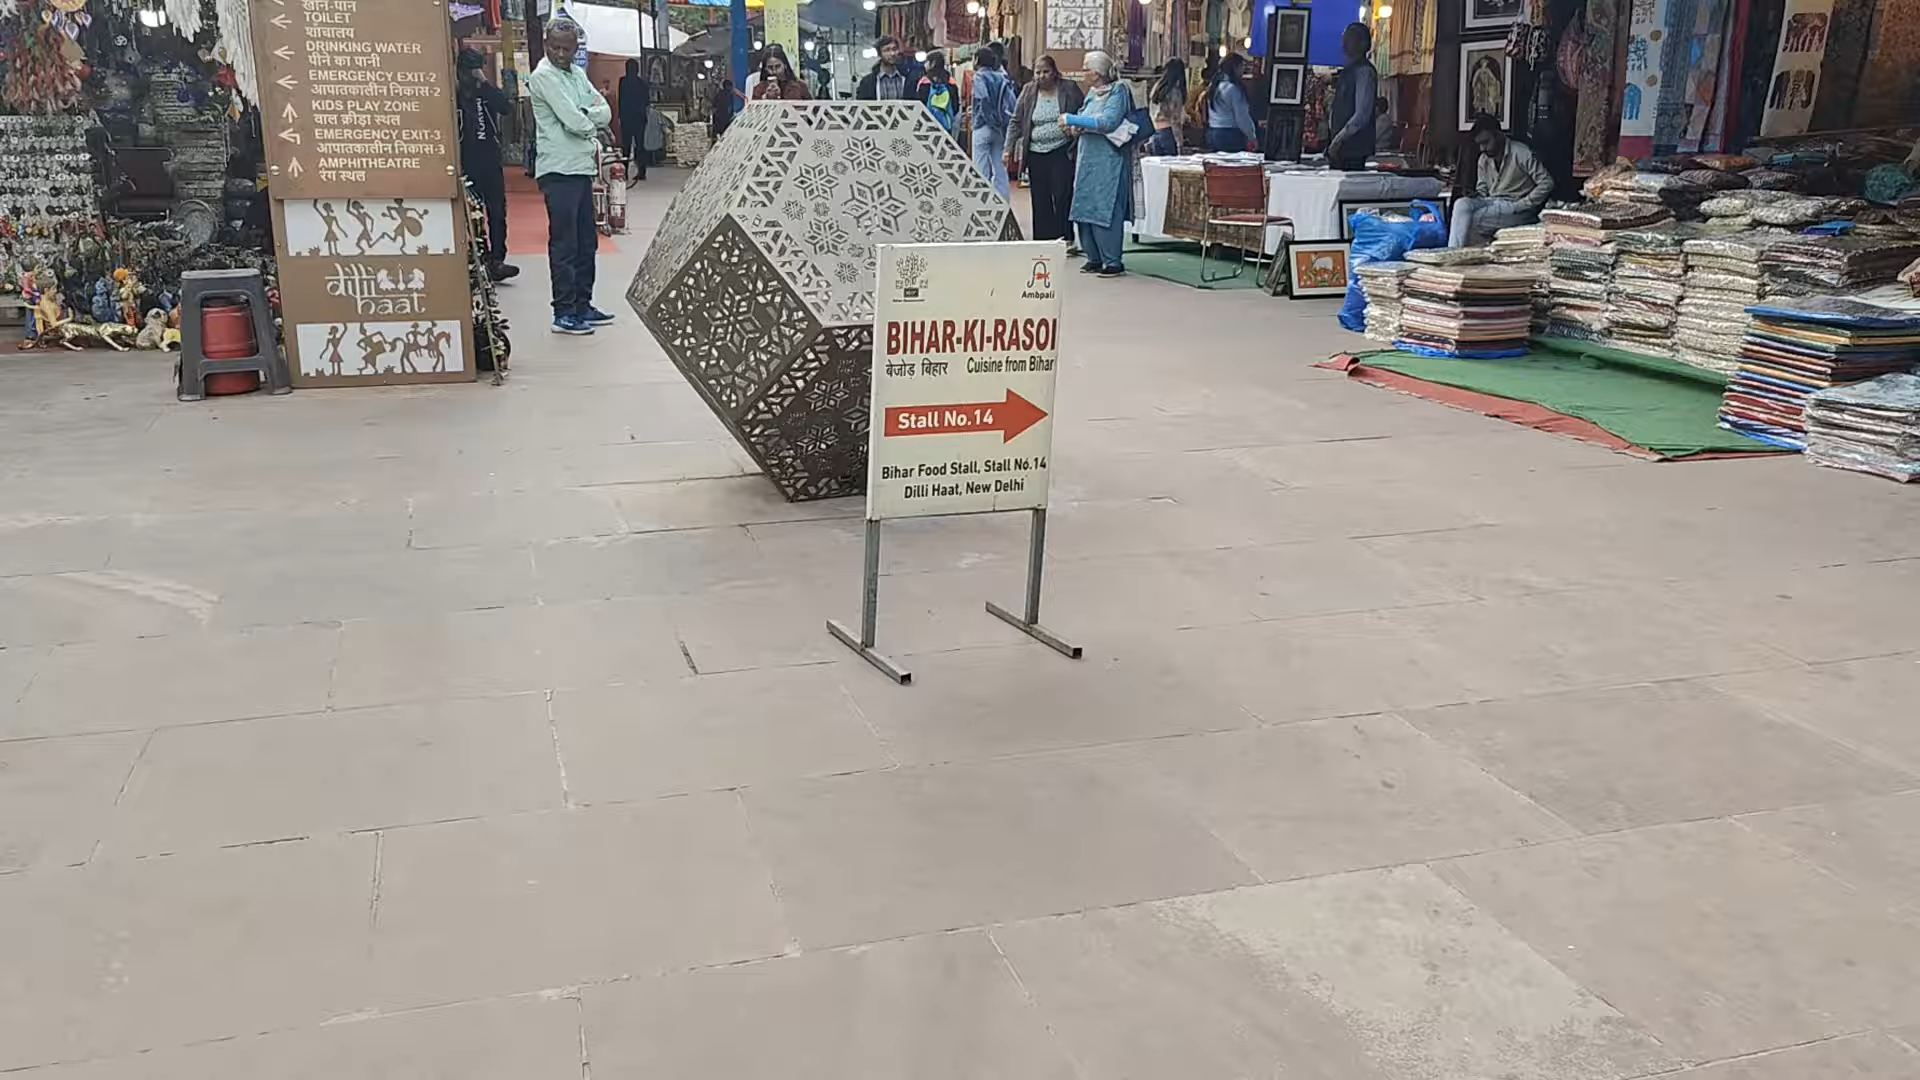 खान-पान
TOILET
शौचालय
DRINKING WATER
पीने का पानी
EMERGENCY EXIT-2
आपातकालीन निकास-2
KIDS PLAY ZONE
बाल क्रीड़ा स्थल
EMERGENCY EXIT-3
आपातकालीन निकास-3
AMPHITHEATRE
रंग स्थल
dilli
haat
Ambpali
BIHAR-KI-RASOI
बेजोड़ बिहार Cuisine from Bihar
Stall No.14
Bihar Food Stall, Stall No.14
Dilli Haat, New Delhi